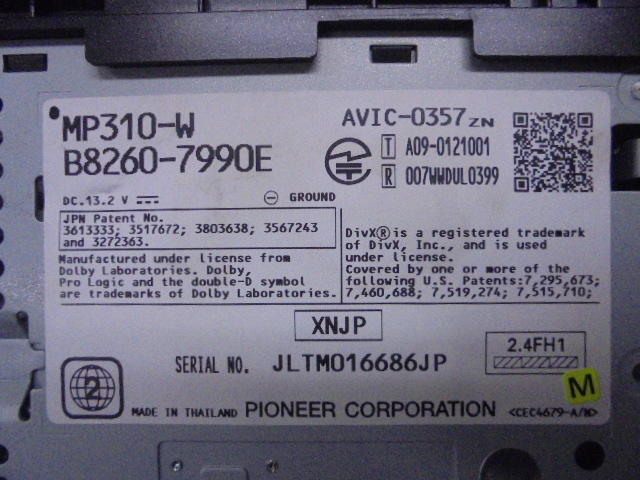 MP310-W
B8260-7990E
AVIC-0357ZN
T A09-0121001
R 007WWDUL0399
DC.13.2 V
GROUND
JPN Patent No.
3613333; 3517672; 3803638; 3567243
and 3272363.
Manufactured under license from
Dolby Laboratories. Dolby,
Pro Logic and the double-D symbol
are trademarks of Dolby Laboratories.
DivX® is a registered trademark
of DivX, Inc., and is used
under license.
Covered by one or more of the
following U.S. Patents:7,295,673;
7,460,688; 7,519,274; 7,515,710;
XNJP
SERIAL NO. JLTM016686JP
2.4FH1
2
M
MADE IN THAILAND PIONEER CORPORATION <CEC4679-A/N>